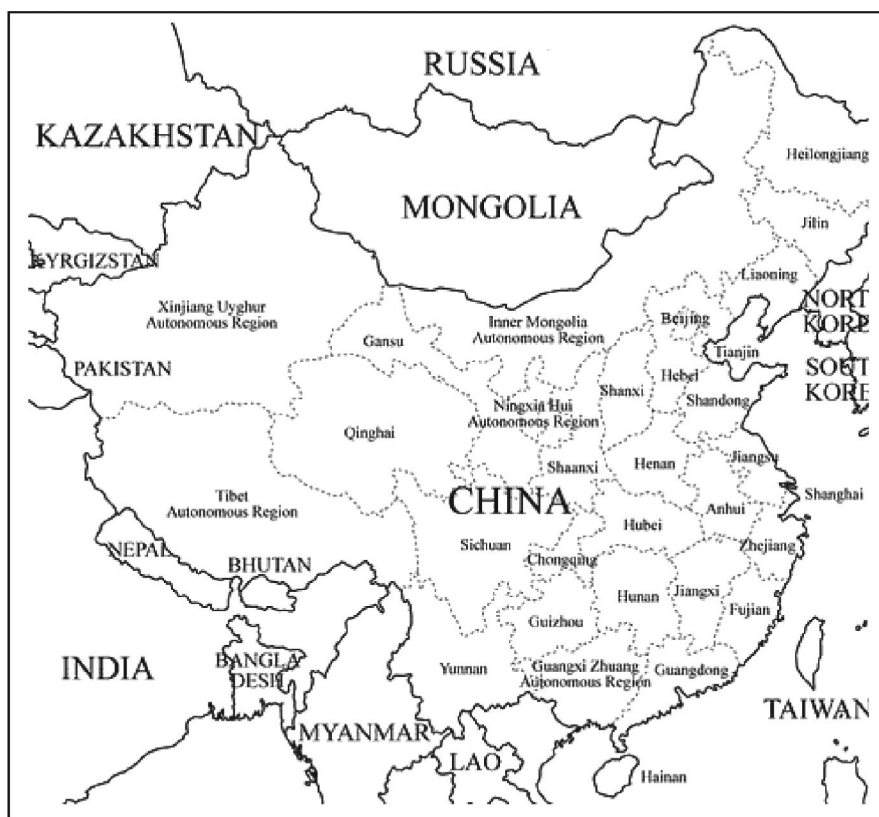 RUSSIA
KAZAKHSTAN
Heilongjiang
MONGOLIA
Jilin
KYRGIZSTAN
Liaoning
Xinjiang Uyghur
Autonomous Region
Inner Mongolia
Autonomous Region
Beijing
NORT
KORE
Gansu
Tianjin
PAKISTAN
Hebei
SOUT
KORE
Shanxi
Ningxia Hui
Autonomous Region
Shandong
Qinghai
Jiangsu
Henan
Shaanxi
Tibet
Autonomous Region
CHINA
Shanghai
Anhui
Hubei
Sichuan
Zhejiang
NEPAL
Chongqing
BHUTAN
Hunan
Jiangxi
Fujian
Guizhou
INDIA
BANGLA
DESH
Yunnan
Guangxi Zhuang
Autonomous Region
Guangdong
TAIWAN
MYANMAR
LAO
Hainan